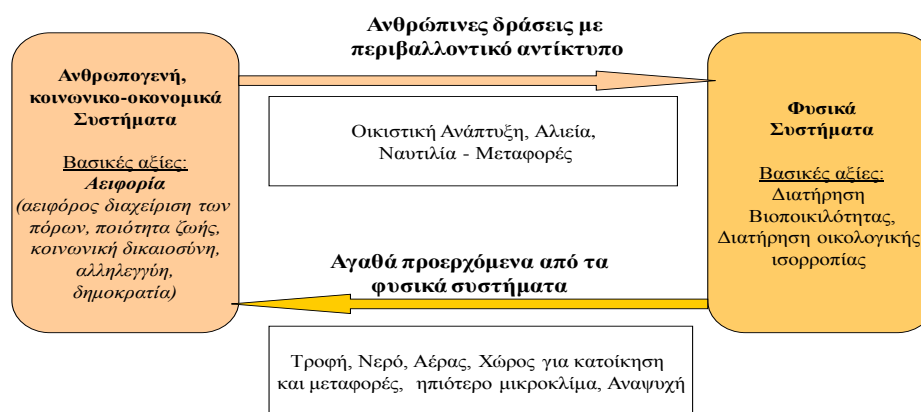 Ανθρωπογενή,
κοινωνικο-οκονομικά
Συστήματα
Βασικές αξίες:
Αειφορία
(αειφόρος διαχείριση των
πόρων, ποιότητα ζωής,
κοινωνική δικαιοσύνη,
αλληλεγγύη,
δημοκρατία)
Ανθρώπινες δράσεις με
περιβαλλοντικό αντίκτυπο
Οικιστική Ανάπτυξη, Αλιεία,
Ναυτιλία - Μεταφορές
Αγαθά προερχόμενα από τα
φυσικά συστήματα
Τροφή, Νερό, Αέρας, Χώρος για κατοίκηση
και μεταφορές, ηπιότερο μικροκλίμα, Αναψυχή
Φυσικά
Συστήματα
Βασικές αξίες:
Διατήρηση
Βιοποικιλότητας,
Διατήρηση οικολογικής
ισορροπίας